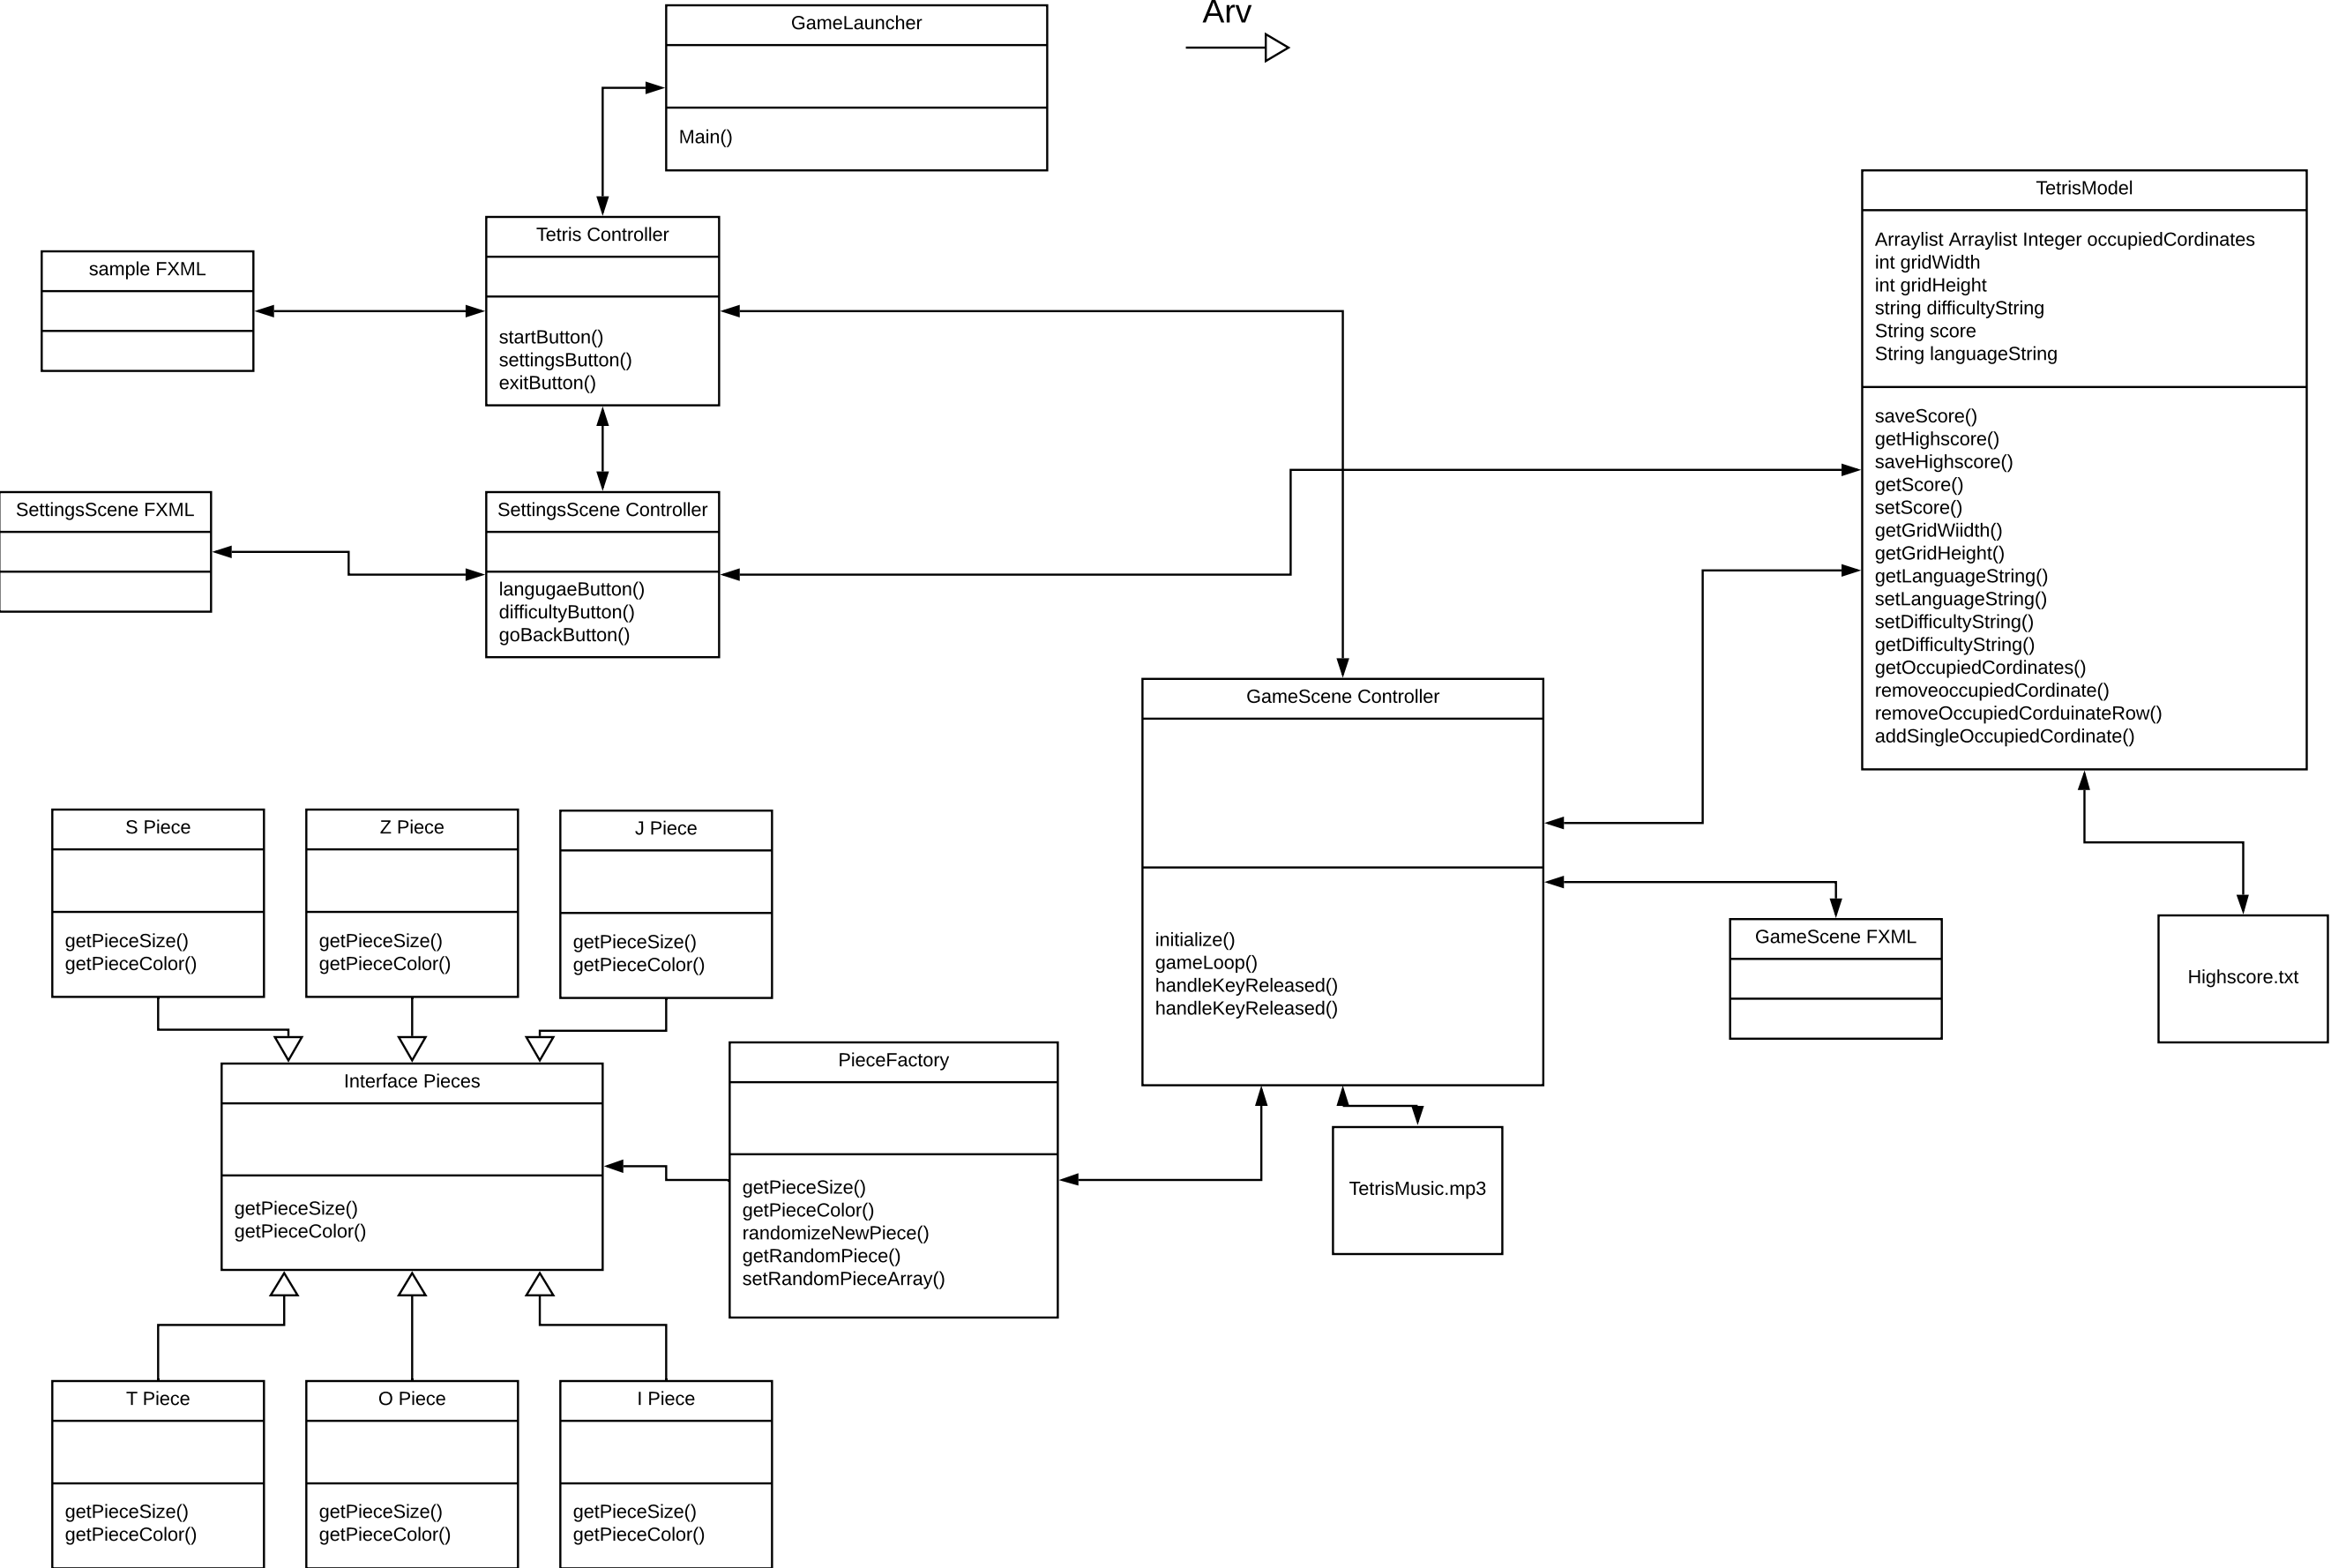 Arv
GameLauncher
Main()
Tetris Controller
startButton()
settingsButton()
exitButton()
sample FXML
TetrisModel
Arraylist Arraylist Integer occupiedCordinates
int gridWidth
int gridHeight
string difficultyString
String score
String languageString
saveScore()
getHighscore()
saveHighscore()
getScore()
setScore()
getGridWiidth()
getGridHeight()
getLanguageString()
setLanguageString()
setDifficultyString()
getDifficultyString()
getOccupiedCordinates()
removeoccupiedCordinate()
removeOccupiedCorduinateRow()
addSingleOccupiedCordinate()
SettingsScene FXML
SettingsScene Controller
langugaeButton()
difficultyButton()
goBackButton()
GameScene Controller
initialize()
gameLoop()
handleKeyReleased()
handleKeyReleased()
S Piece
getPieceSize()
getPieceColor()
Z Piece
getPieceSize()
getPieceColor()
J Piece
getPieceSize()
getPieceColor()
GameScene FXML
Highscore.txt
Interface Pieces
getPieceSize()
getPieceColor()
PieceFactory
getPieceSize()
getPieceColor()
randomizeNewPiece()
getRandomPiece()
setRandomPieceArray()
TetrisMusic.mp3
T Piece
getPieceSize()
getPieceColor()
O Piece
getPieceSize()
getPieceColor()
I Piece
getPieceSize()
getPieceColor()